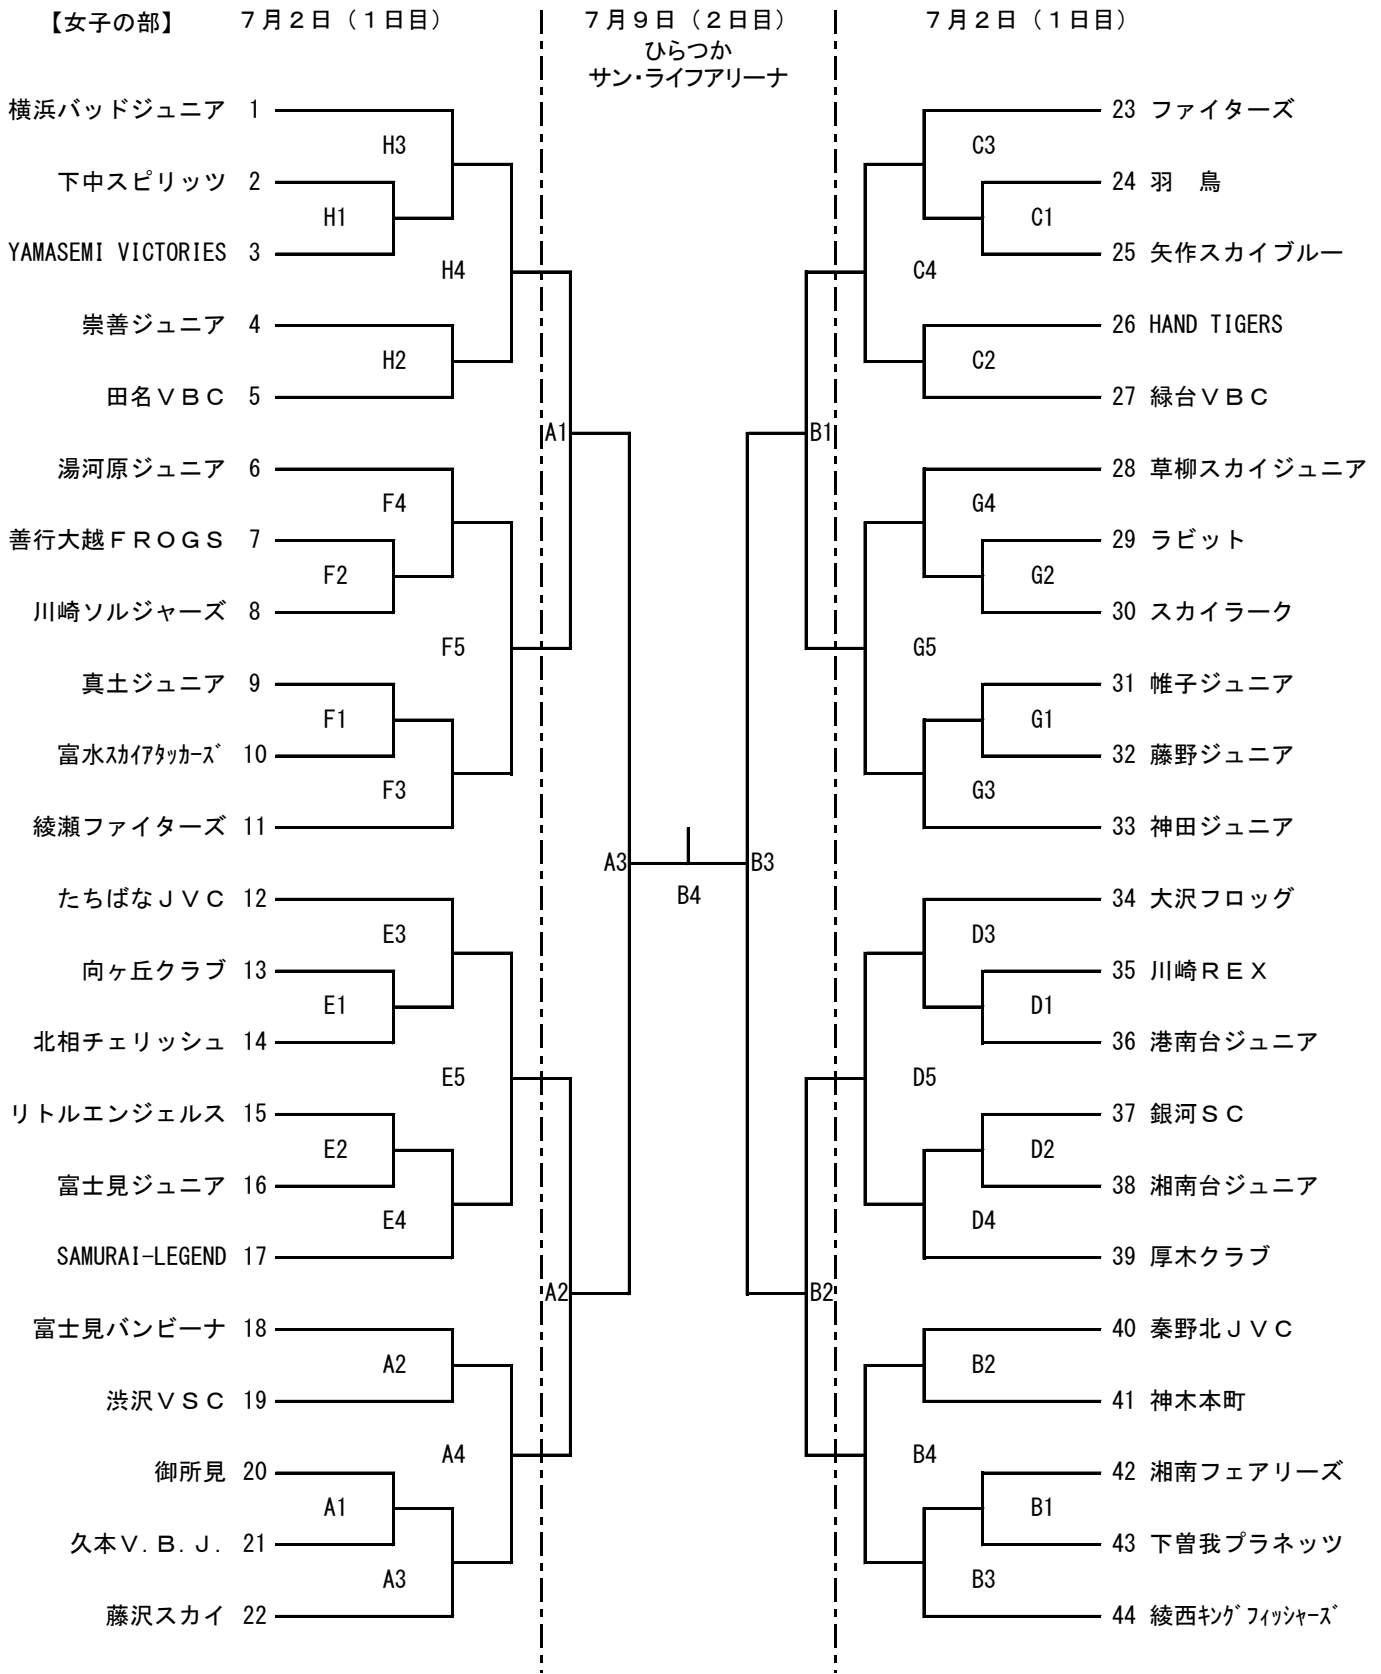 【女子の部】 ７月２日（１日目） ７月９日（２日目） ７月２日（１日目）
ひらつか
サン・ライフアリーナ
横浜バッドジュニア 1
H3
下中スピリッツ 2
H1
YAMASEMI VICTORIES 3
H4
崇善ジュニア 4
H2
田名ＶＢＣ 5
A1
湯河原ジュニア 6
F4
善行大越ＦＲＯＧＳ 7
F2
川崎ソルジャーズ 8
F5
真土ジュニア 9
F1
富水ｽｶｲｱﾀｯｶｰｽﾞ 10
F3
綾瀬ファイターズ 11
A3
たちばなＪＶＣ 12
E3
向ヶ丘クラブ 13
E1
北相チェリッシュ 14
E5
リトルエンジェルス 15
E2
富士見ジュニア 16
E4
SAMURAI-LEGEND 17
A2
富士見バンビーナ 18
A2
渋沢ＶＳＣ 19
A4
御所見 20
A1
久本Ｖ．Ｂ．Ｊ． 21
A3
藤沢スカイ 22
B4
23 ファイターズ
C3
24 羽　鳥
C1
25 矢作スカイブルー
C4
26 HAND TIGERS
C2
27 緑台ＶＢＣ
B1
28 草柳スカイジュニア
G4
29 ラビット
G2
30 スカイラーク
G5
31 帷子ジュニア
G1
32 藤野ジュニア
G3
33 神田ジュニア
B3
34 大沢フロッグ
D3
35 川崎ＲＥＸ
D1
36 港南台ジュニア
D5
37 銀河ＳＣ
D2
38 湘南台ジュニア
D4
39 厚木クラブ
B2
40 秦野北ＪＶＣ
B2
41 神木本町
B4
42 湘南フェアリーズ
B1
43 下曽我プラネッツ
B3
44 綾西ｷﾝｸﾞﾌｨｯｼｬｰｽﾞ